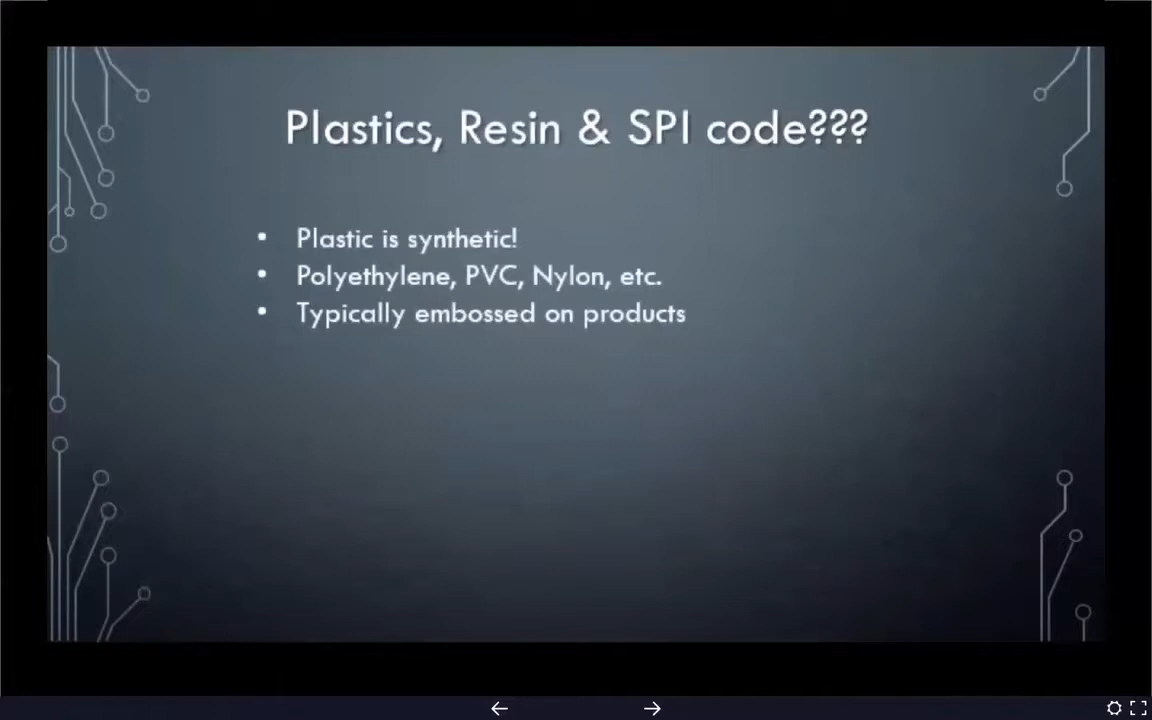 Plastics, Resin & SPI code???
• Plastic is synthetic!
• Polyethylene, PVC, Nylon, etc.
• Typically embossed on products